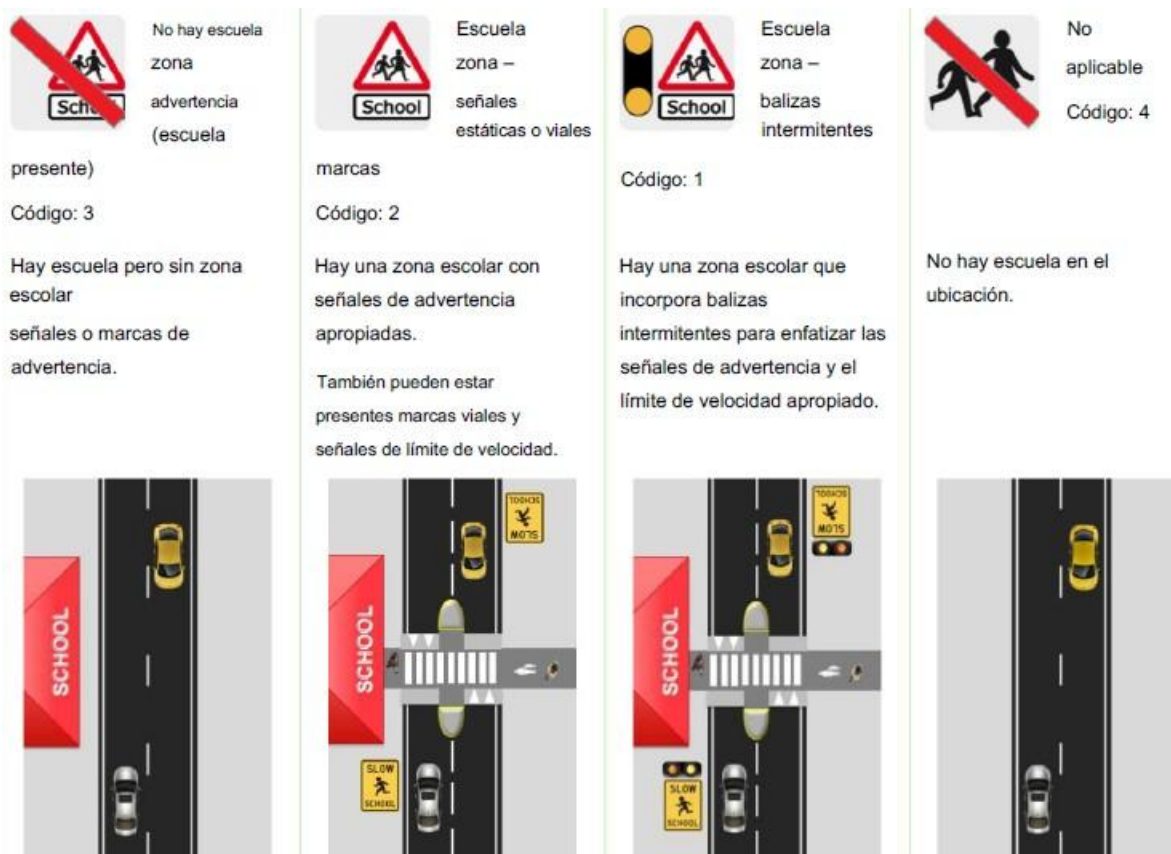 School
No hay escuela
zona
advertencia
(escuela
presente)
Código: 3
Hay escuela pero sin zona
escolar
señales o marcas de
advertencia.
SCHOOL
School
Escuela
zona –
señales
estáticas o viales
marcas
Código: 2
Hay una zona escolar con
señales de advertencia
apropiadas.
También pueden estar
presentes marcas viales y
señales de límite de velocidad.
SCHOOL
SLOW
SCHOOL
SLOW
SCHOOL
School
Escuela
zona –
balizas
intermitentes
Código: 1
Hay una zona escolar que
incorpora balizas
intermitentes para enfatizar las
señales de advertencia y el
límite de velocidad apropiado.
SCHOOL
SLOW
SCHOOL
SLOW
SCHOOL
No
aplicable
Código: 4
No hay escuela en el
ubicación.